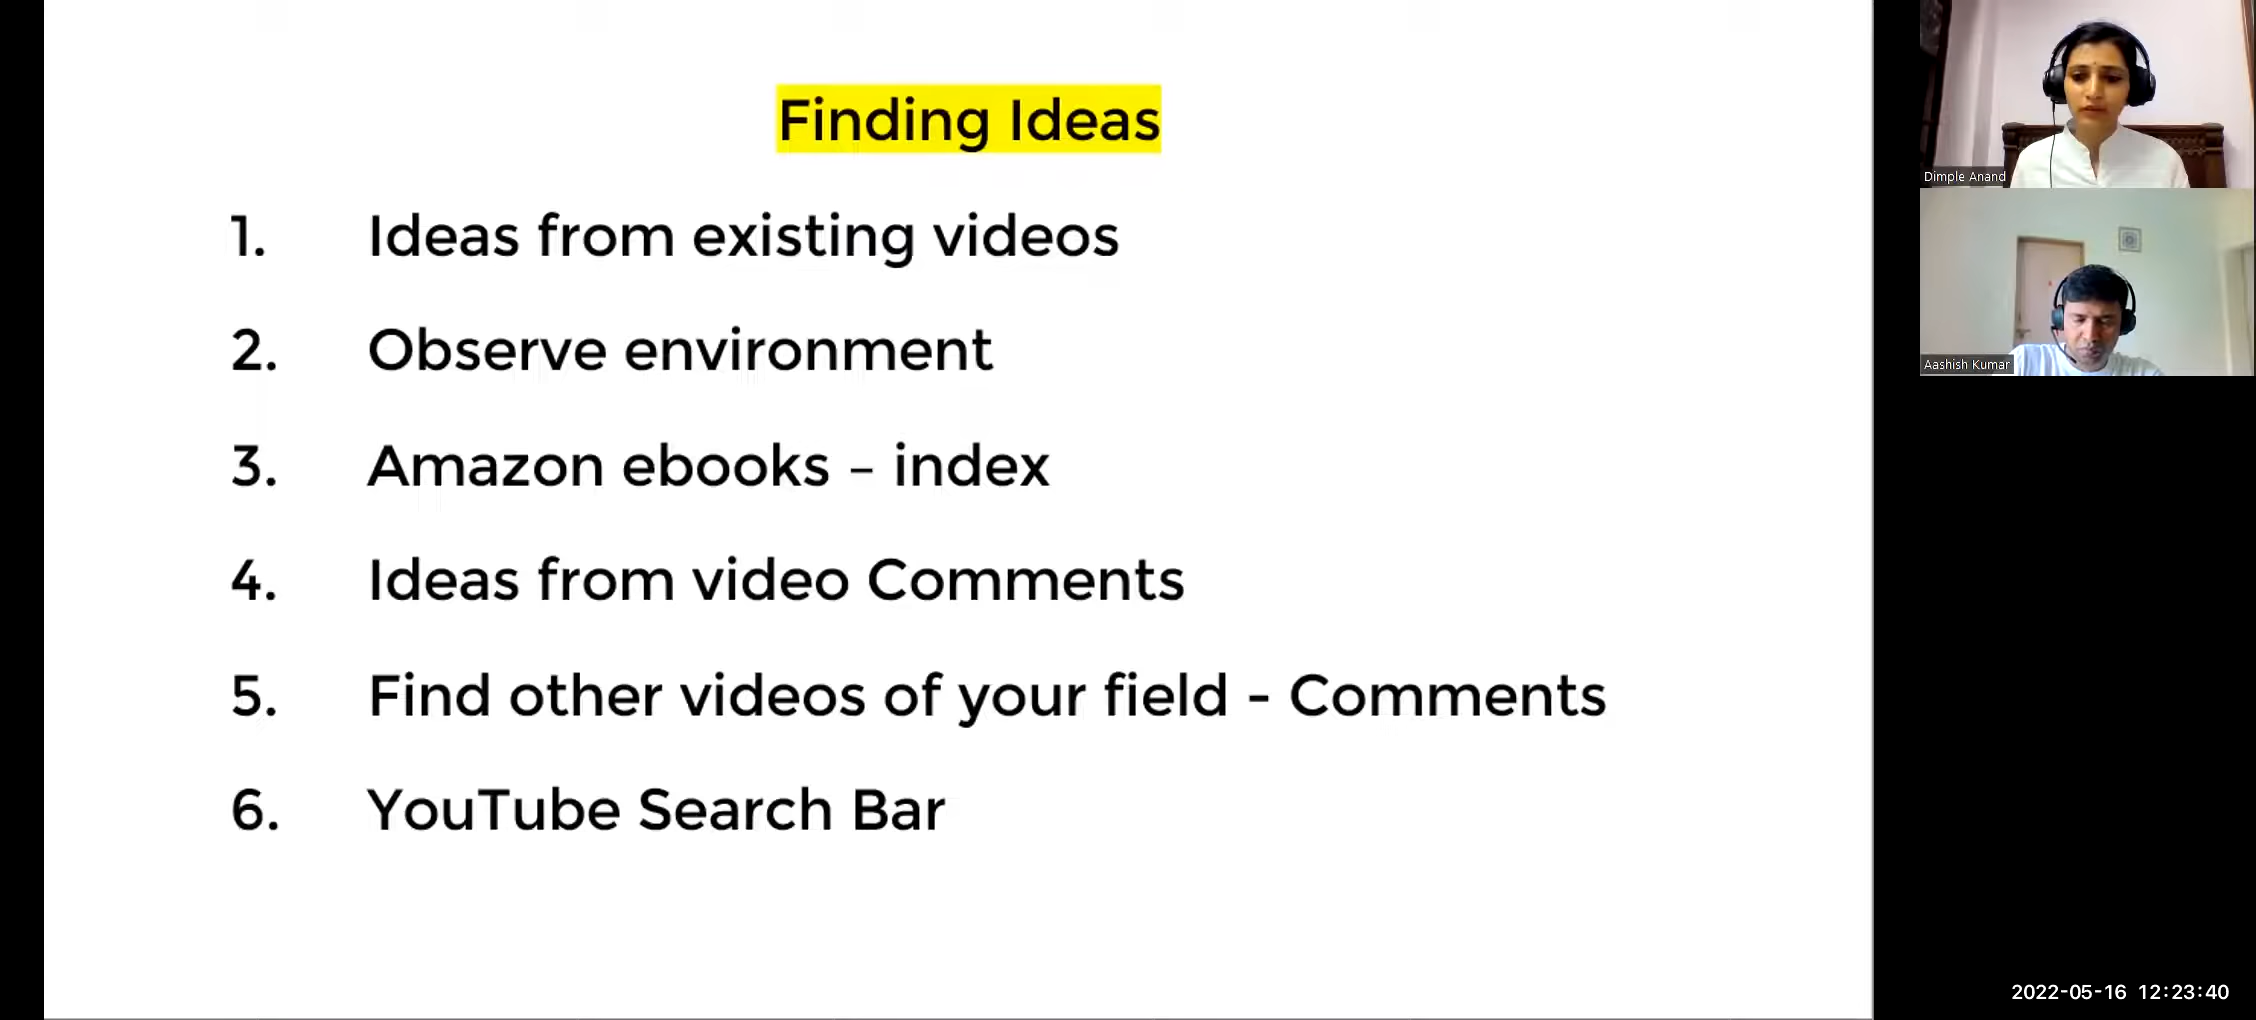 Finding Ideas
1. Ideas from existing videos
2. Observe environment
3. Amazon ebooks – index
4. Ideas from video Comments
5. Find other videos of your field - Comments
6. YouTube Search Bar
Dimple Anand
Aashish Kumar
2022-05-16 12:23:40